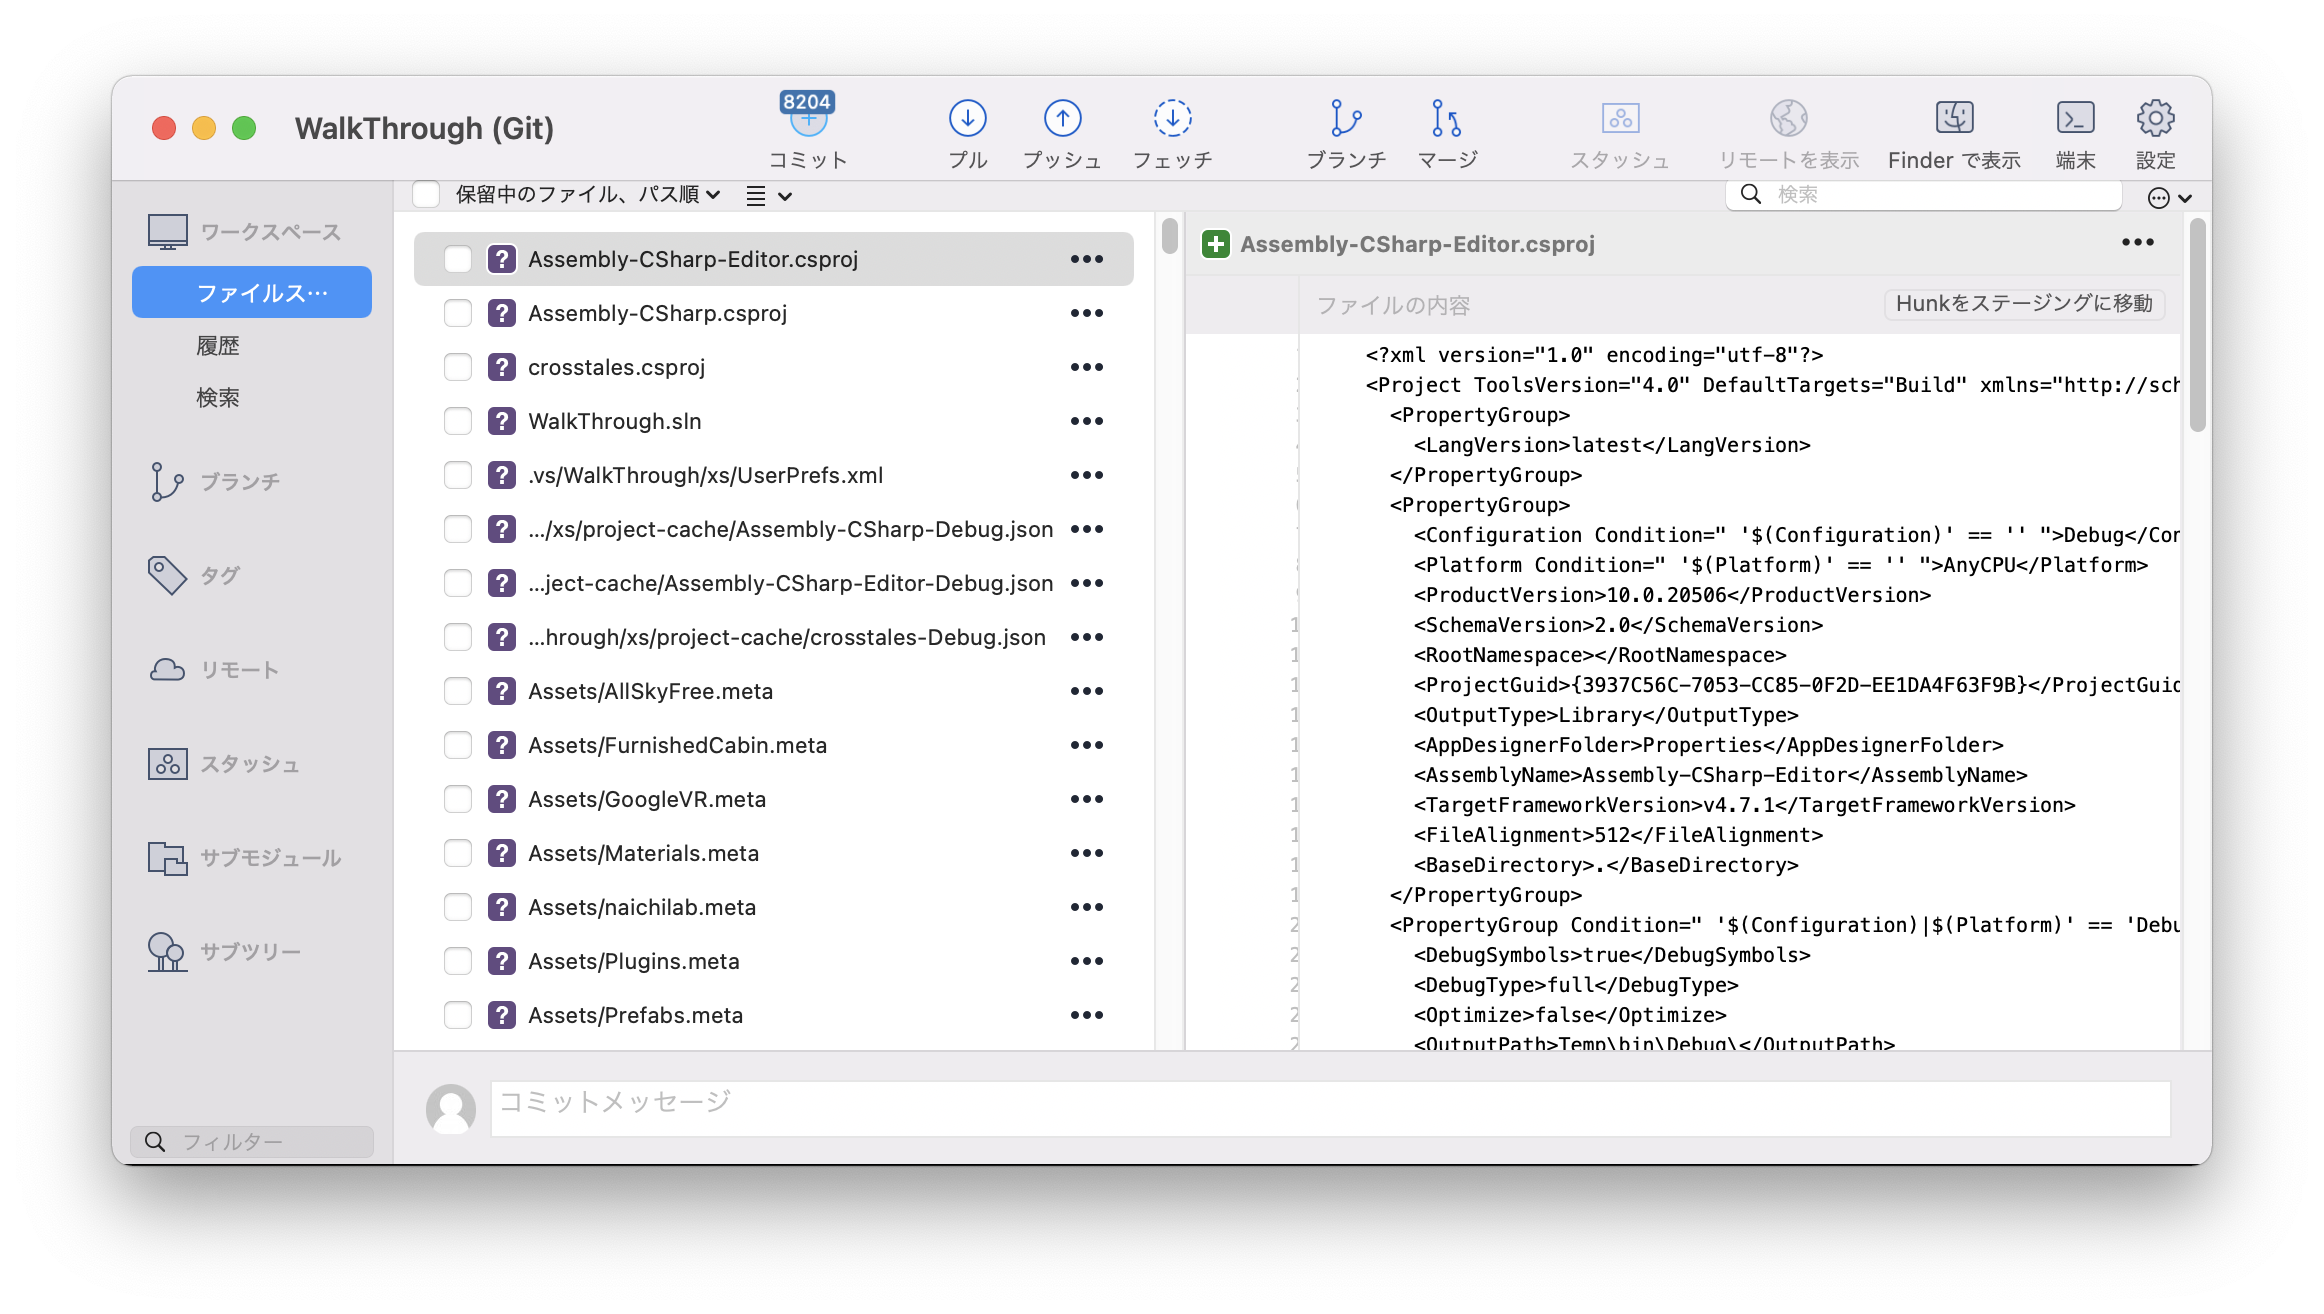 WalkThrough (Git)
8204
コミット
プル
プッシュ
フェッチ
ブランチ
マージ
スタッシュ
リモートを表示
Finder で表示
端末
設定
ワークスペース
ファイルス…
履歴
検索
ブランチ
タグ
リモート
スタッシュ
サブモジュール
サブツリー
フィルター
保留中のファイル、パス順
検索
Assembly-CSharp-Editor.csproj
Assembly-CSharp.csproj
crosstales.csproj
WalkThrough.sln
.vs/WalkThrough/xs/UserPrefs.xml
.../xs/project-cache/Assembly-CSharp-Debug.json
...ject-cache/Assembly-CSharp-Editor-Debug.json
...hrough/xs/project-cache/crosstales-Debug.json
Assets/AllSkyFree.meta
Assets/FurnishedCabin.meta
Assets/GoogleVR.meta
Assets/Materials.meta
Assets/naichilab.meta
Assets/Plugins.meta
Assets/Prefabs.meta
Assembly-CSharp-Editor.csproj
ファイルの内容
Hunkをステージングに移動
<?xml version="1.0" encoding="utf-8"?>
<Project ToolsVersion="4.0" DefaultTargets="Build" xmlns="http://sch
<PropertyGroup>
<LangVersion>latest</LangVersion>
</PropertyGroup>
<PropertyGroup>
<Configuration Condition=" '$(Configuration)' == '' ">Debug</Con
<Platform Condition=" '$(Platform)' == '' ">AnyCPU</Platform>
<ProductVersion>10.0.20506</ProductVersion>
<SchemaVersion>2.0</SchemaVersion>
<RootNamespace></RootNamespace>
<ProjectGuid>{3937C56C-7053-CC85-0F2D-EE1DA4F63F9B}</ProjectGuid
<OutputType>Library</OutputType>
<AppDesignerFolder>Properties</AppDesignerFolder>
<AssemblyName>Assembly-CSharp-Editor</AssemblyName>
<TargetFrameworkVersion>v4.7.1</TargetFrameworkVersion>
<FileAlignment>512</FileAlignment>
<BaseDirectory>.</BaseDirectory>
</PropertyGroup>
<PropertyGroup Condition=" '$(Configuration)|$(Platform)' == 'Debu
<DebugSymbols>true</DebugSymbols>
<DebugType>full</DebugType>
<Optimize>false</Optimize>
<OutputPath>Temp\bin\Debug\</OutputPath>
コミットメッセージ